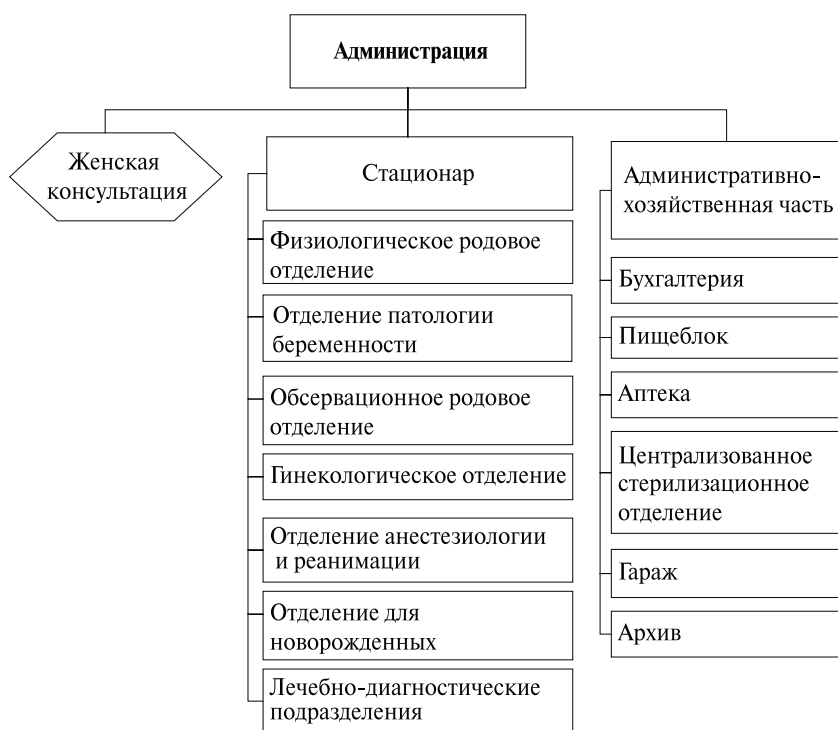 Администрация
Женская
консультация
Стационар
Физиологическое родовое
отделение
Отделение патологии
беременности
Обсервационное родовое
отделение
Гинекологическое отделение
Отделение анестезиологии
и реанимации
Отделение для
новорожденных
Лечебно-диагностические
подразделения
Административно-
хозяйственная часть
Бухгалтерия
Пищеблок
Аптека
Централизованное
стерилизационное
отделение
Гараж
Архив